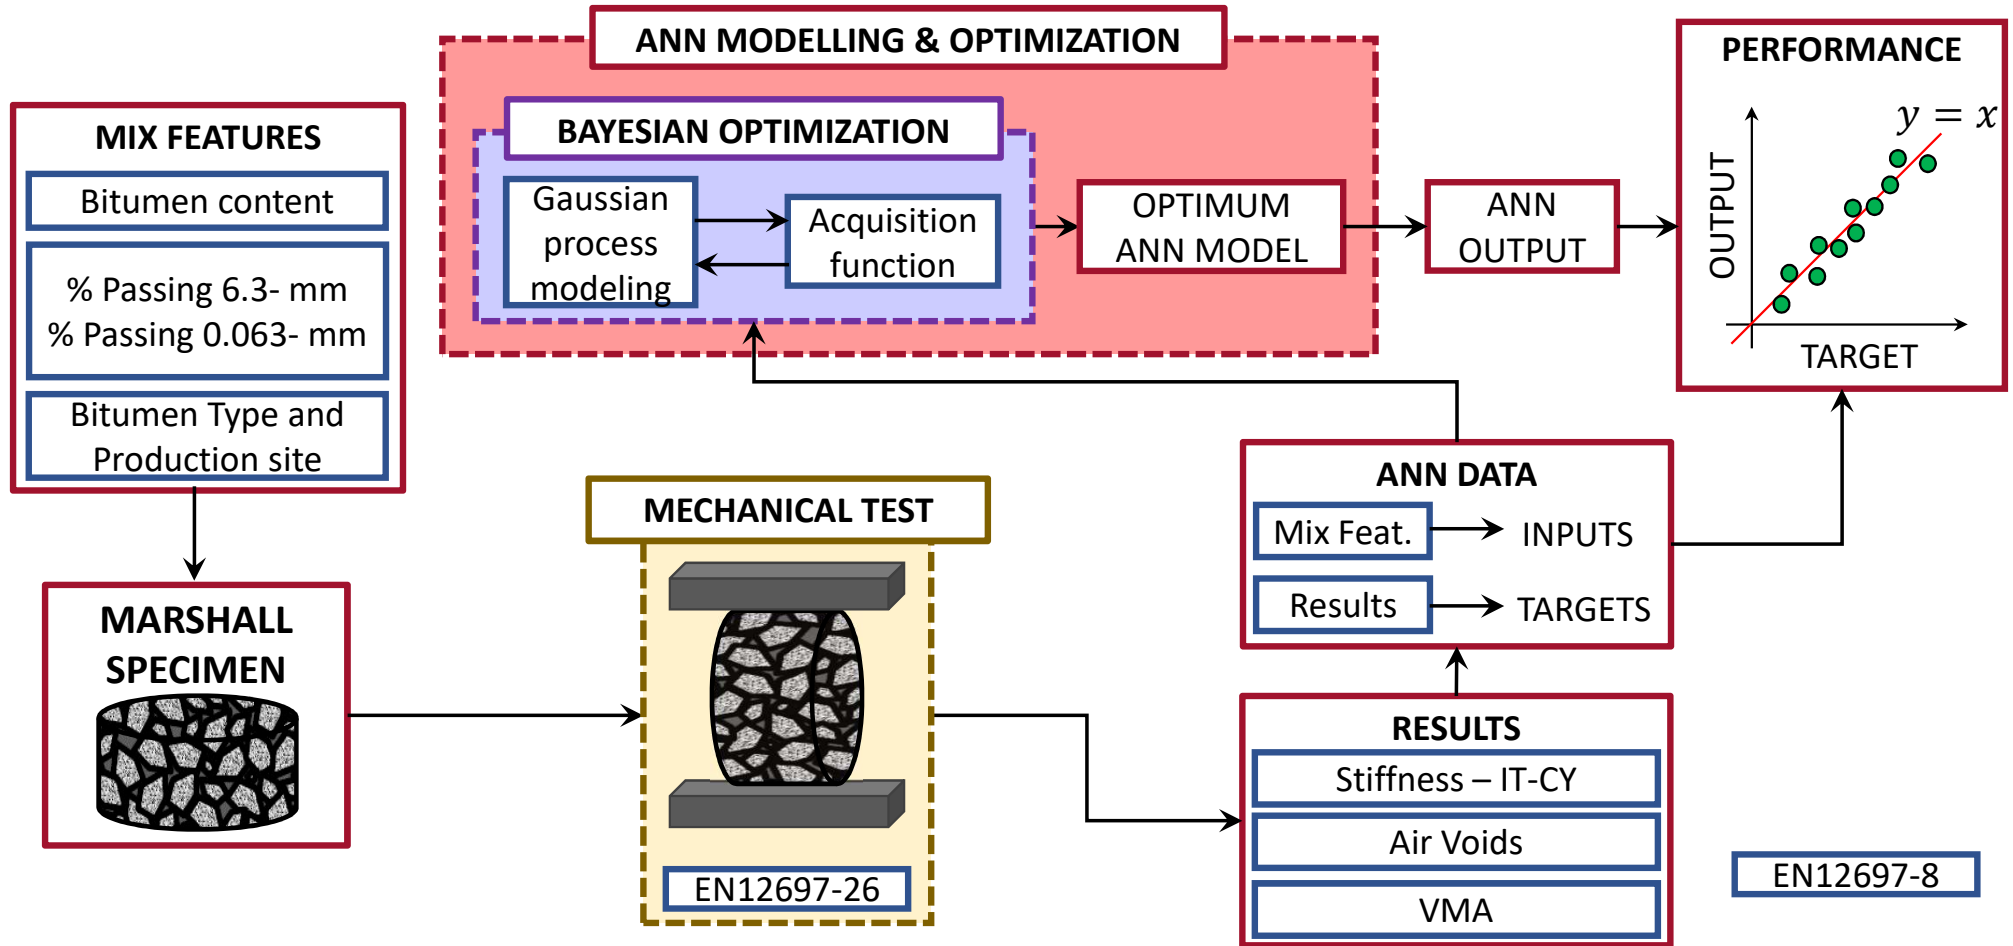 MIX FEATURES
Bitumen content
% Passing 6.3- mm
% Passing 0.063- mm
Bitumen Type and
Production site
MARSHALL
SPECIMEN
MECHANICAL TEST
EN12697-26
RESULTS
Stiffness – IT-CY
Air Voids
VMA
EN12697-8
ANN DATA
Mix Feat.
INPUTS
Results
TARGETS
ANN MODELLING & OPTIMIZATION
BAYESIAN OPTIMIZATION
Gaussian
process
modeling
Acquisition
function
OPTIMUM
ANN MODEL
ANN
OUTPUT
PERFORMANCE
y = x
OUTPUT
TARGET